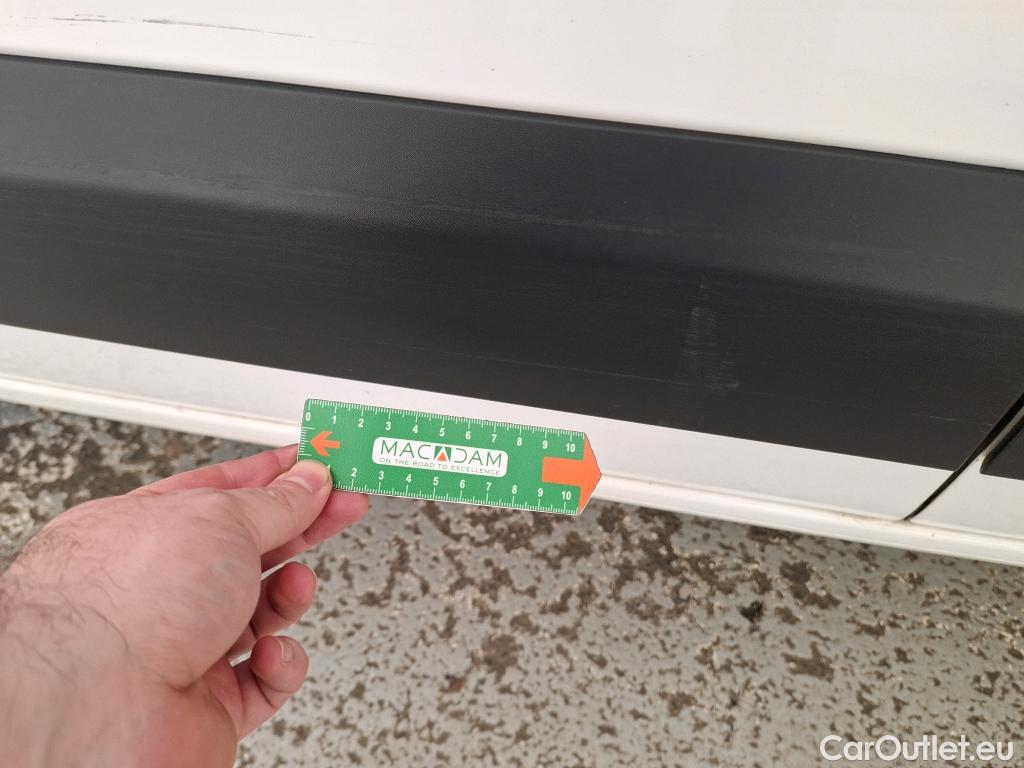 0 1 2 3 4 5 6 7 8 9 10
MACADAM
ON THE ROAD TO EXCELLENCE
2 3 4 5 6 7 8 9 10
CarOutlet.eu